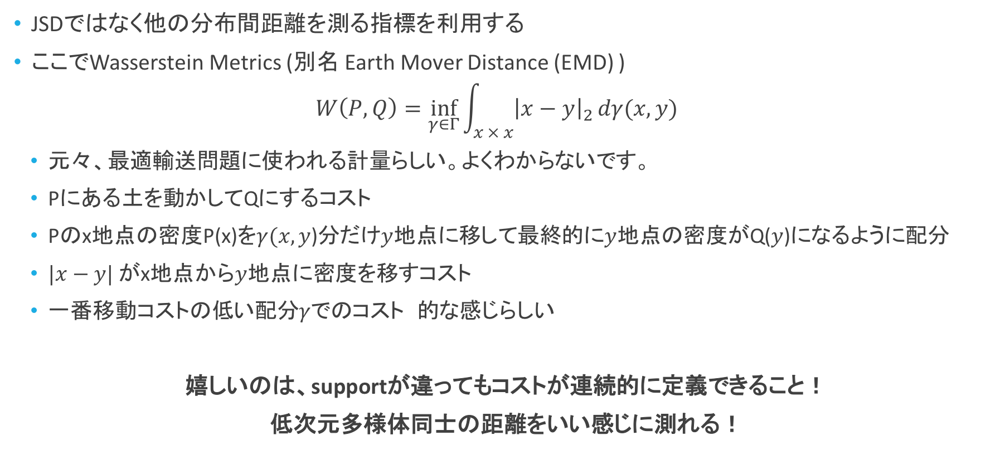 • JSDではなく他の分布間距離を測る指標を利用する
• ここでWasserstein Metrics (別名 Earth Mover Distance (EMD) )
W(P, Q) = inf_{γ∈Γ} ∫_{x × x} |x − y|₂ dγ(x, y)
• 元々、最適輸送問題に使われる計量らしい。よくわからないです。
• Pにある土を動かしてQにするコスト
• Pのx地点の密度P(x)をγ(x, y)分だけy地点に移して最終的にy地点の密度がQ(y)になるように配分
• |x − y| がx地点からy地点に密度を移すコスト
• 一番移動コストの低い配分γでのコスト　的な感じらしい
嬉しいのは、supportが違ってもコストが連続的に定義できること！
低次元多様体同士の距離をいい感じに測れる！